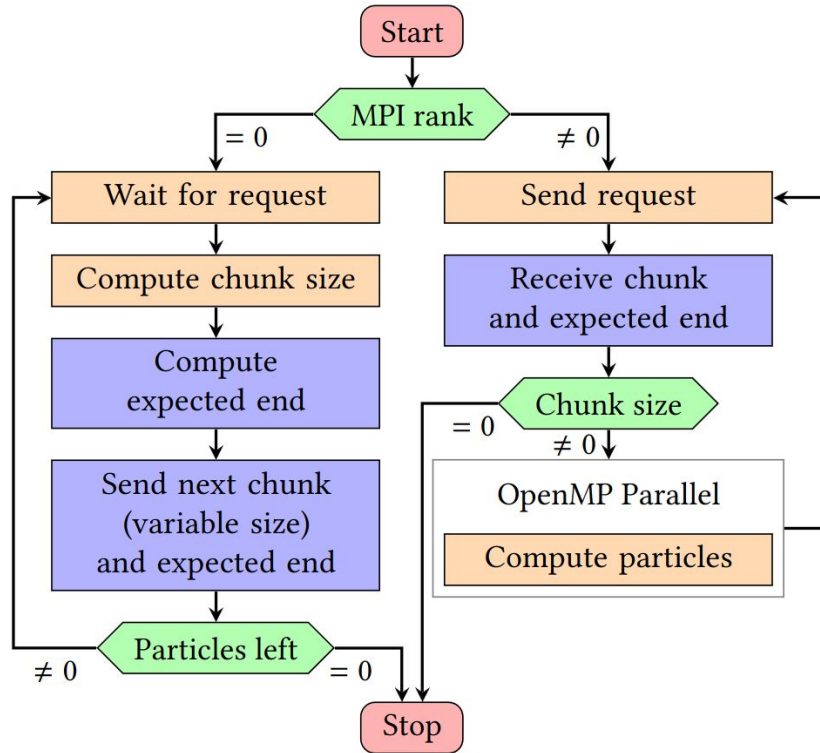 Start
MPI rank
= 0
≠ 0
Wait for request
Compute chunk size
Compute
expected end
Send next chunk
(variable size)
and expected end
Particles left
≠ 0
= 0
Send request
Receive chunk
and expected end
Chunk size
= 0
≠ 0
OpenMP Parallel
Compute particles
Stop